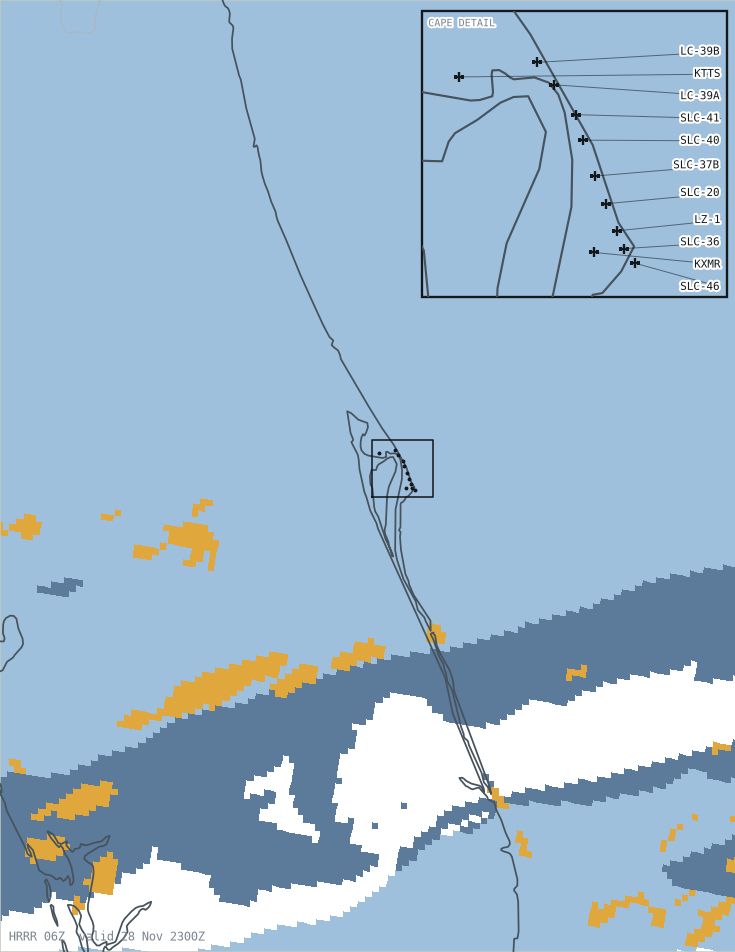 CAPE DETAIL
LC-39B
KTTS
LC-39A
SLC-41
SLC-40
SLC-37B
SLC-20
LZ-1
SLC-36
KXMR
SLC-46
HRRR 06Z valid 28 Nov 2300Z